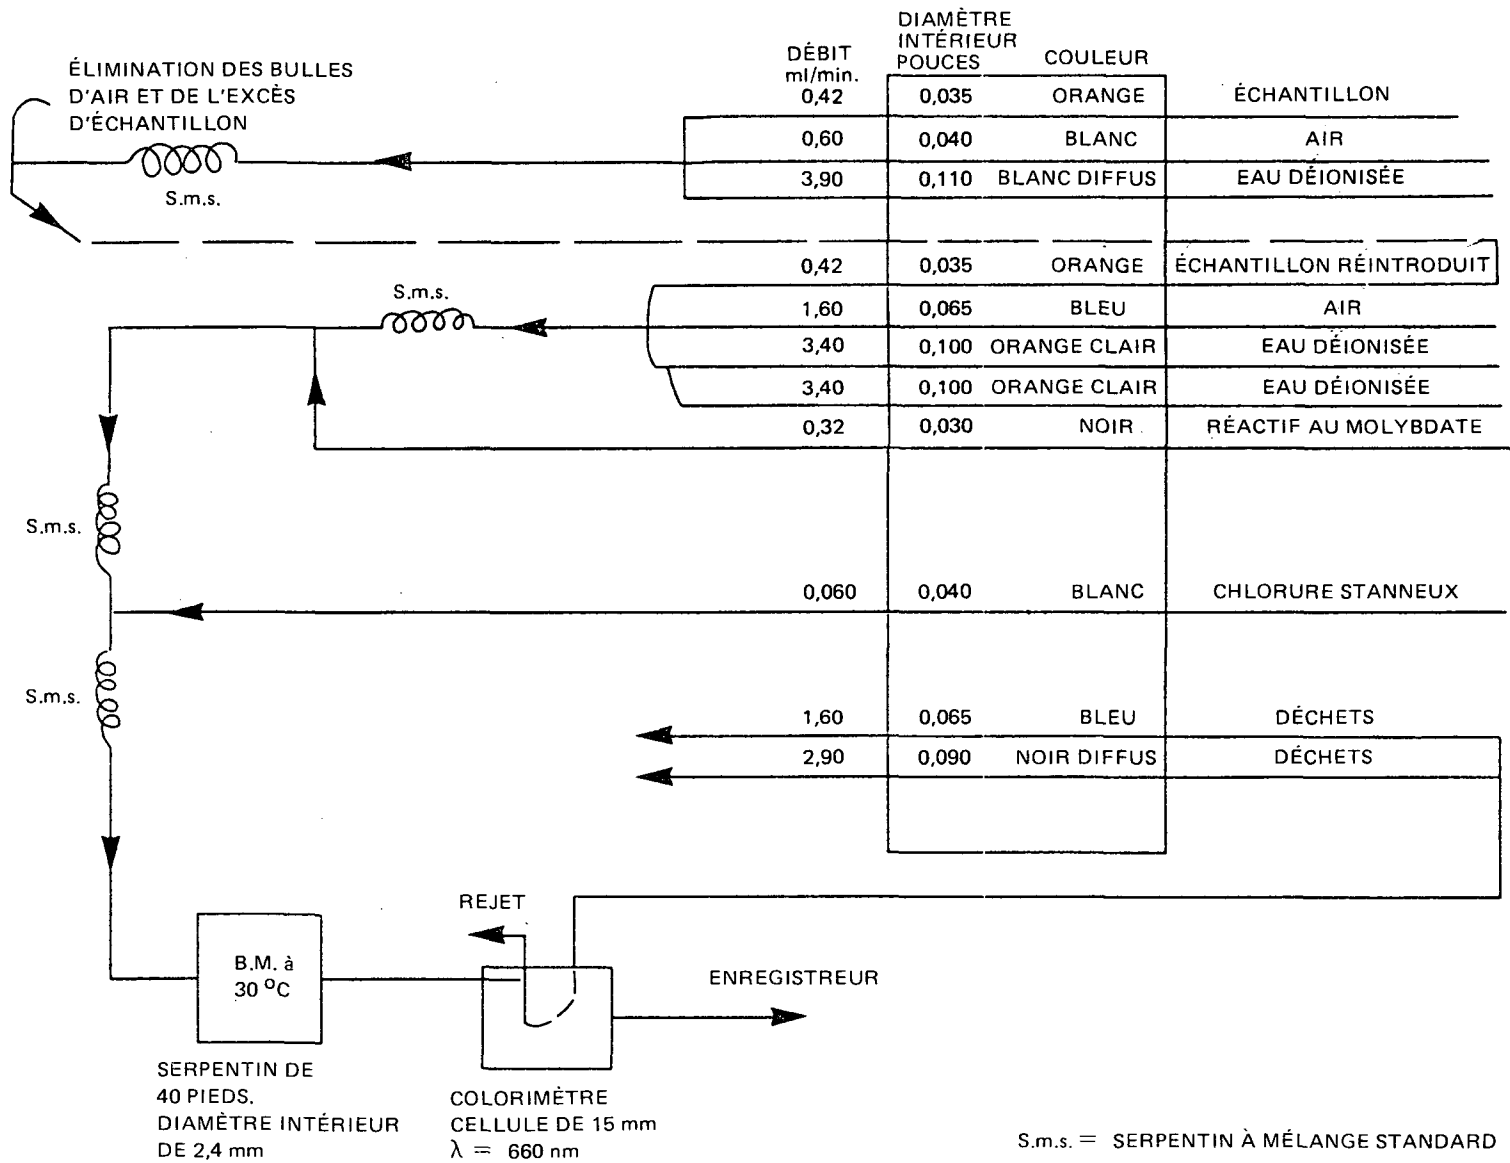 ÉLIMINATION DES BULLES
D'AIR ET DE L'EXCÈS
D'ÉCHANTILLON
S.m.s.
DÉBIT
ml/min.
DIAMÈTRE
INTÉRIEUR
POUCES
COULEUR
0,42 0,035 ORANGE ÉCHANTILLON
0,60 0,040 BLANC AIR
3,90 0,110 BLANC DIFFUS EAU DÉIONISÉE
0,42 0,035 ORANGE ÉCHANTILLON RÉINTRODUIT
S.m.s.
1,60 0,065 BLEU AIR
3,40 0,100 ORANGE CLAIR EAU DÉIONISÉE
3,40 0,100 ORANGE CLAIR EAU DÉIONISÉE
0,32 0,030 NOIR RÉACTIF AU MOLYBDATE
S.m.s.
0,060 0,040 BLANC CHLORURE STANNEUX
S.m.s.
1,60 0,065 BLEU DÉCHETS
2,90 0,090 NOIR DIFFUS DÉCHETS
REJET
B.M. à
30 °C
ENREGISTREUR
SERPENTIN DE
40 PIEDS.
DIAMÈTRE INTÉRIEUR
DE 2,4 mm
COLORIMÈTRE
CELLULE DE 15 mm
λ = 660 nm
S.m.s. = SERPENTIN À MÉLANGE STANDARD